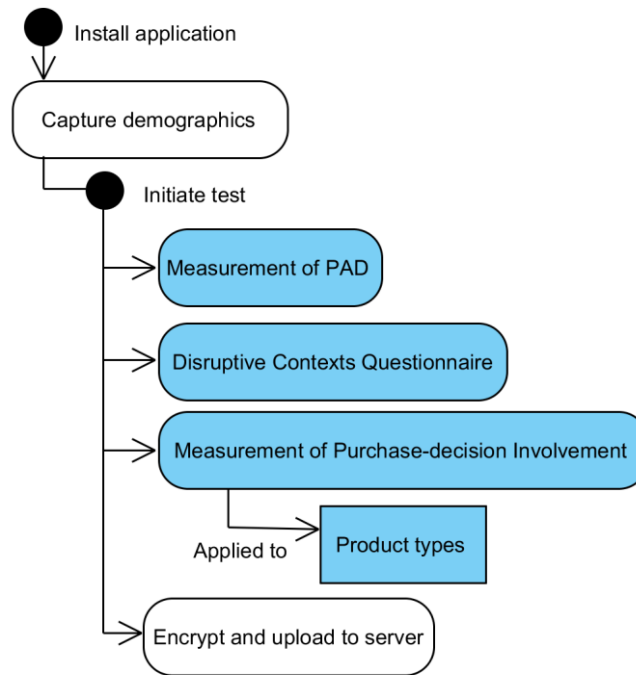 Install application
Capture demographics
Initiate test
Measurement of PAD
Disruptive Contexts Questionnaire
Measurement of Purchase-decision Involvement
Applied to
Product types
Encrypt and upload to server